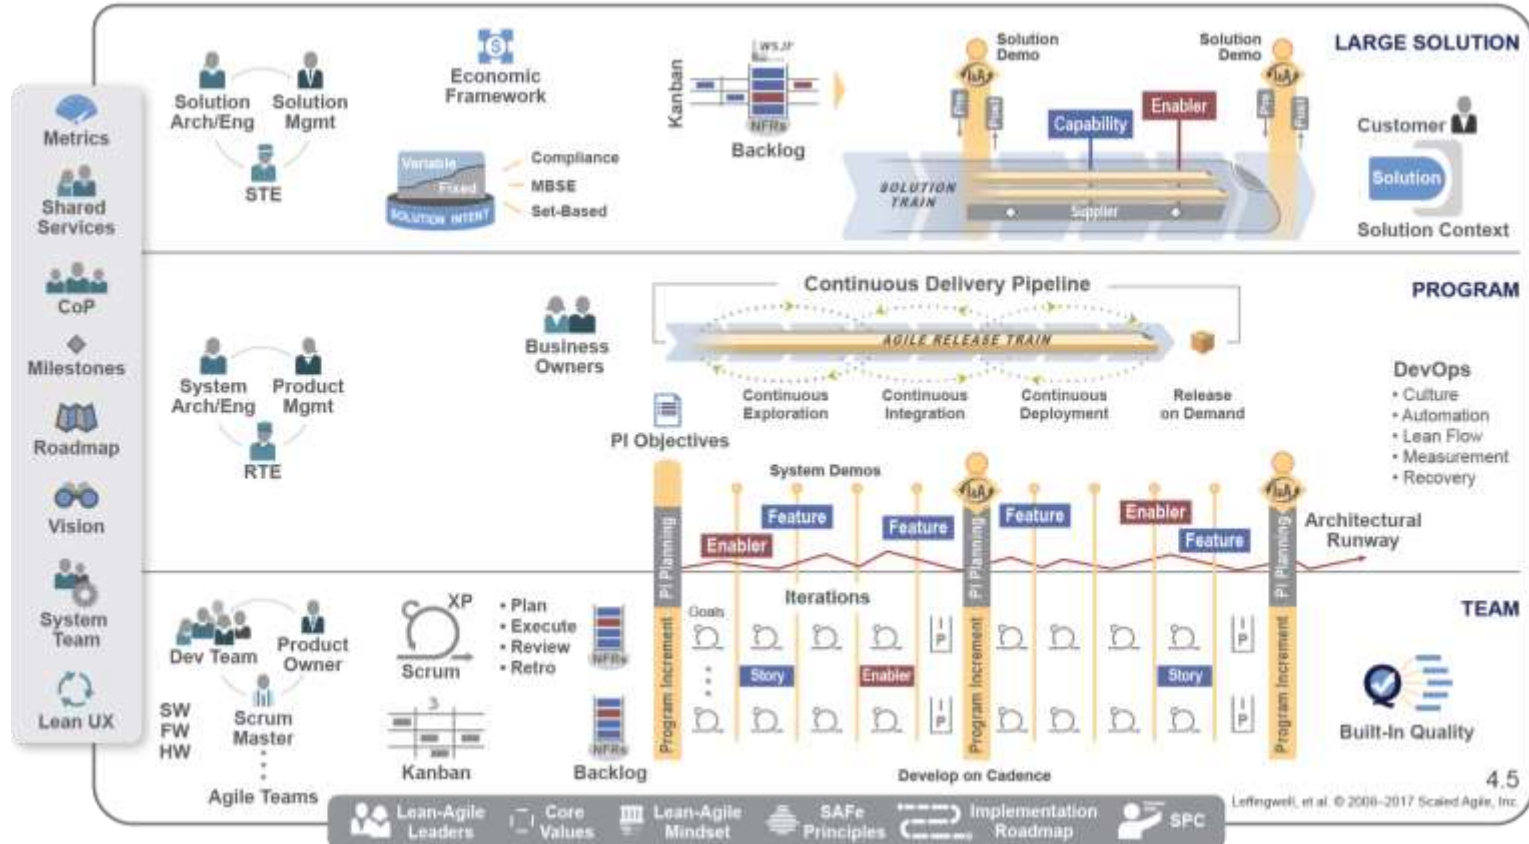 Metrics
Shared
Services
CoP
Milestones
Roadmap
Vision
System
Team
Lean UX
LARGE SOLUTION
Solution
Arch/Eng
Solution
Mgmt
STE
Economic
Framework
Variable
Fixed
SOLUTION INTENT
Compliance
MBSE
Set-Based
Kanban
WSJF
NFRs
Backlog
Solution
Demo
I&A
Pre
Post
Capability
Enabler
Solution
Demo
I&A
Pre
Post
SOLUTION
TRAIN
Supplier
Customer
Solution
Solution Context
PROGRAM
System
Arch/Eng
Product
Mgmt
RTE
Business
Owners
Continuous Delivery Pipeline
AGILE RELEASE TRAIN
Continuous
Exploration
Continuous
Integration
Continuous
Deployment
Release
on Demand
DevOps
• Culture
• Automation
• Lean Flow
• Measurement
• Recovery
PI Objectives
System Demos
I&A
I&A
PI Planning
PI Planning
PI Planning
Enabler
Feature
Feature
Feature
Enabler
Feature
Architectural
Runway
TEAM
Dev Team
Product
Owner
Scrum
Master
SW
FW
HW
Agile Teams
XP
Scrum
• Plan
• Execute
• Review
• Retro
3
Kanban
NFRs
NFRs
Backlog
Program Increment
Program Increment
Program Increment
Goals
Iterations
Story
Enabler
Story
I P
I P
I P
I P
Develop on Cadence
Built-In Quality
4.5
Leffingwell, et al. © 2008–2017 Scaled Agile, Inc.
Lean-Agile
Leaders
Core
Values
Lean-Agile
Mindset
SAFe
Principles
Implementation
Roadmap
SPC